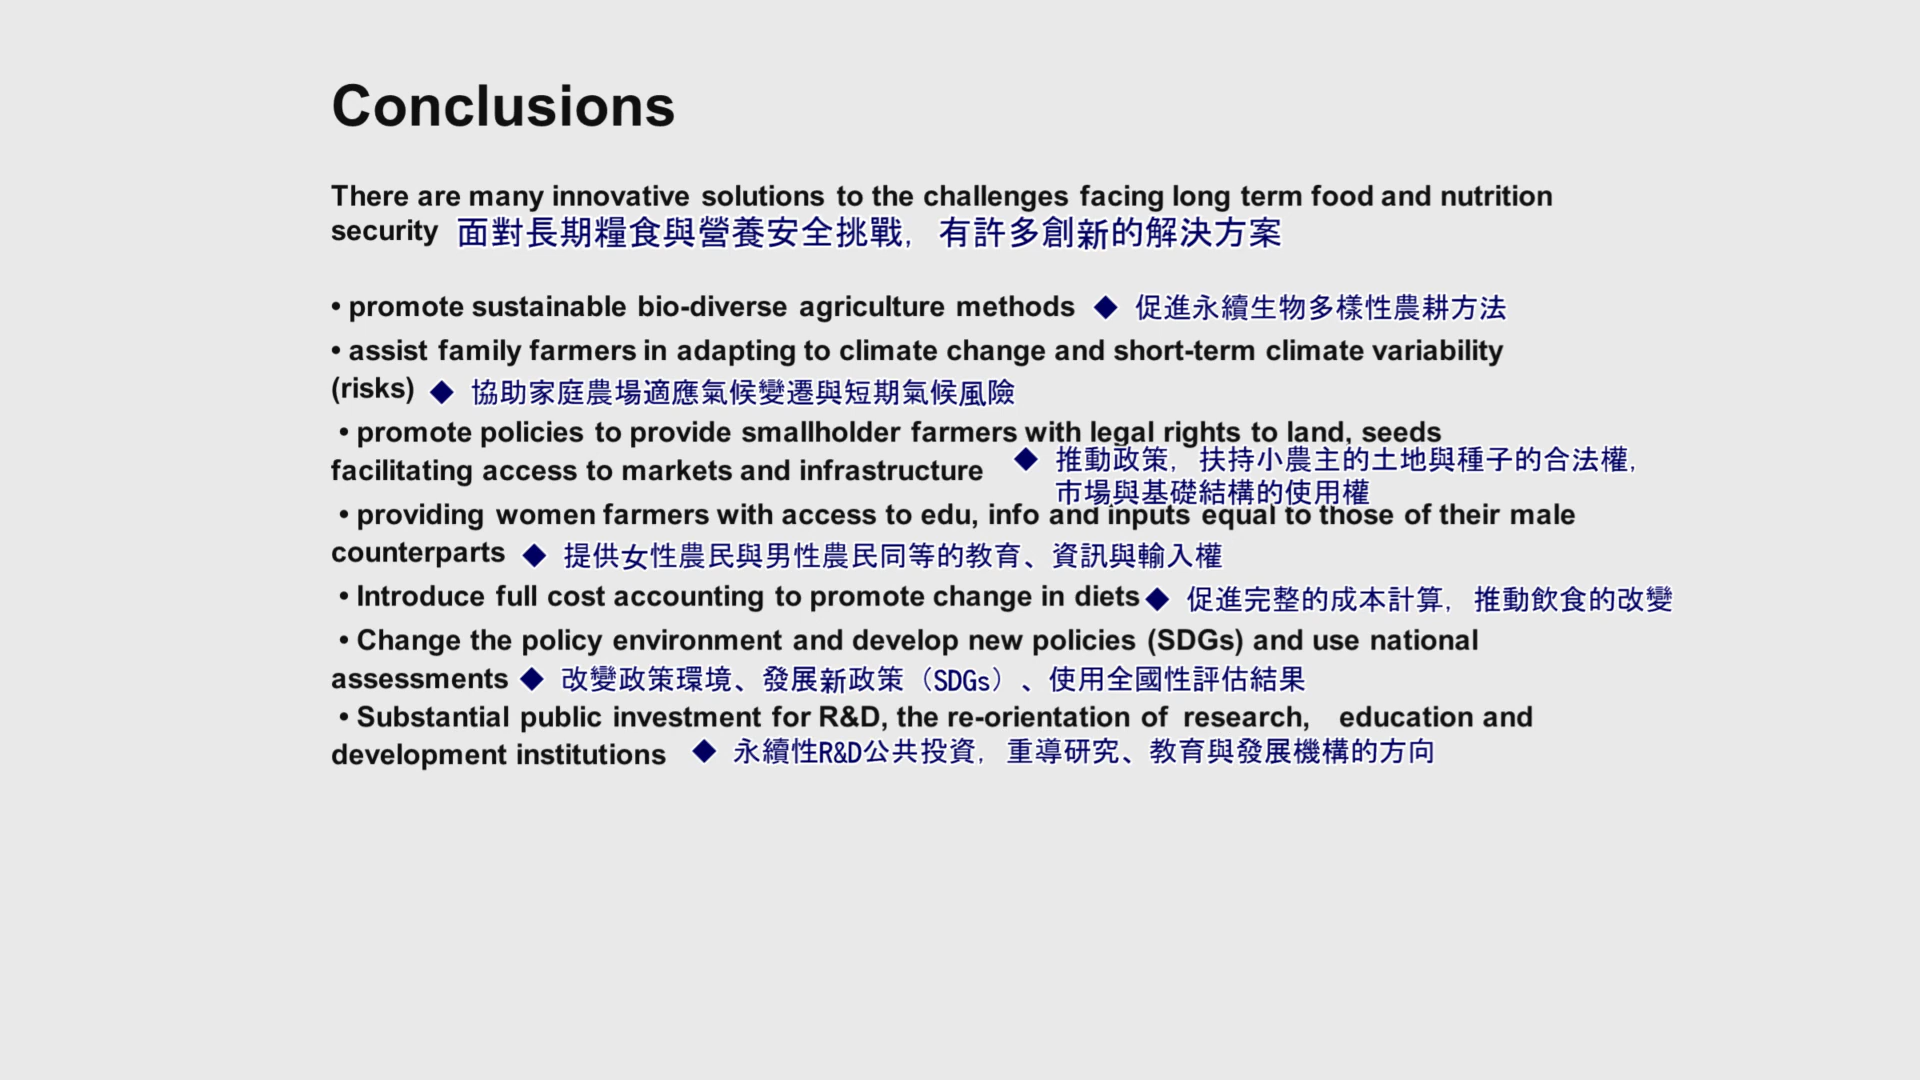 Conclusions
There are many innovative solutions to the challenges facing long term food and nutrition
security 面對長期糧食與營養安全挑戰，有許多創新的解決方案
• promote sustainable bio-diverse agriculture methods ◆ 促進永續生物多樣性農耕方法
• assist family farmers in adapting to climate change and short-term climate variability
(risks) ◆ 協助家庭農場適應氣候變遷與短期氣候風險
• promote policies to provide smallholder farmers with legal rights to land, seeds
facilitating access to markets and infrastructure ◆ 推動政策，扶持小農主的土地與種子的合法權，
市場與基礎結構的使用權
• providing women farmers with access to edu, info and inputs equal to those of their male
counterparts ◆ 提供女性農民與男性農民同等的教育、資訊與輸入權
• Introduce full cost accounting to promote change in diets ◆ 促進完整的成本計算，推動飲食的改變
• Change the policy environment and develop new policies (SDGs) and use national
assessments ◆ 改變政策環境、發展新政策（SDGs）、使用全國性評估結果
• Substantial public investment for R&D, the re-orientation of research, education and
development institutions ◆ 永續性R&D公共投資，重導研究、教育與發展機構的方向